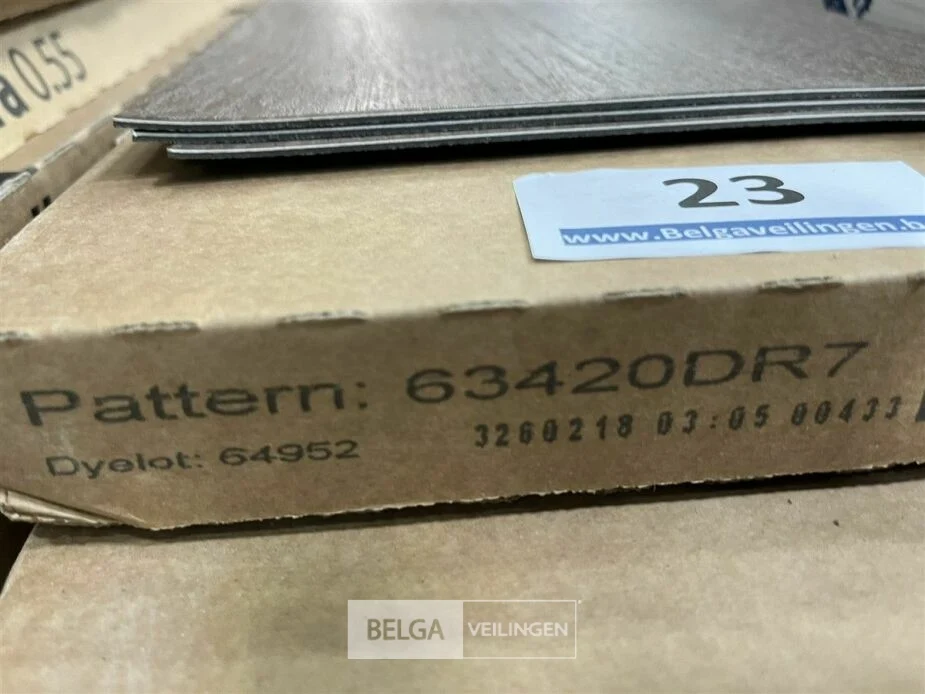 a 0.55
23
www.Belgaveilingen.b
Pattern: 63420DR7
3260218 03:05 00433
Dyelot: 64952
BELGA VEILINGEN